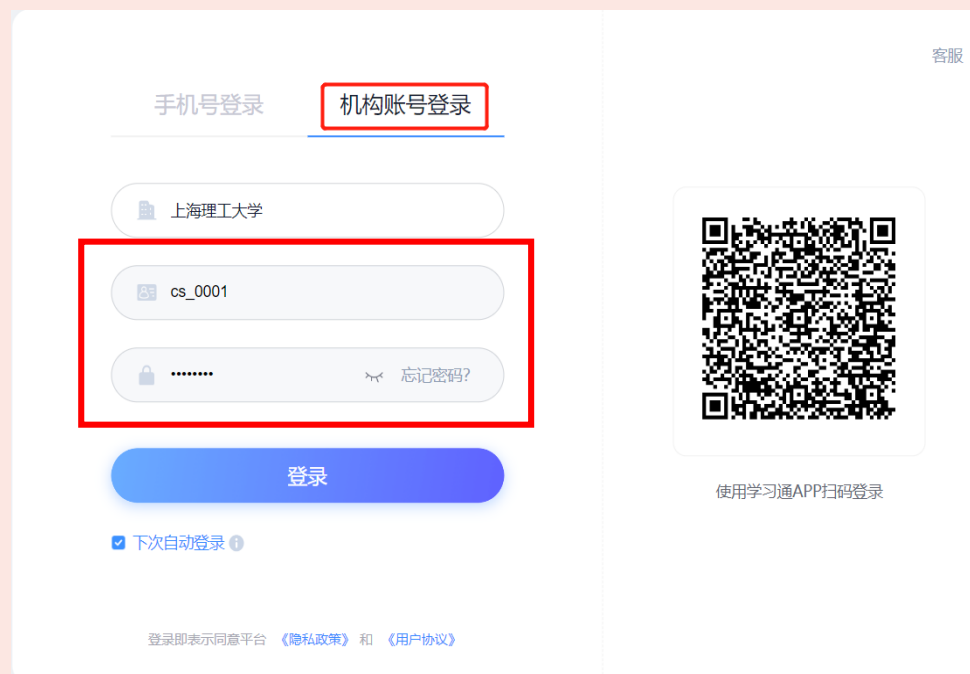 客服
手机号登录 机构账号登录
上海理工大学
cs_0001
•••••••• 忘记密码?
登录
下次自动登录
使用学习通APP扫码登录
登录即表示同意平台 《隐私政策》 和 《用户协议》